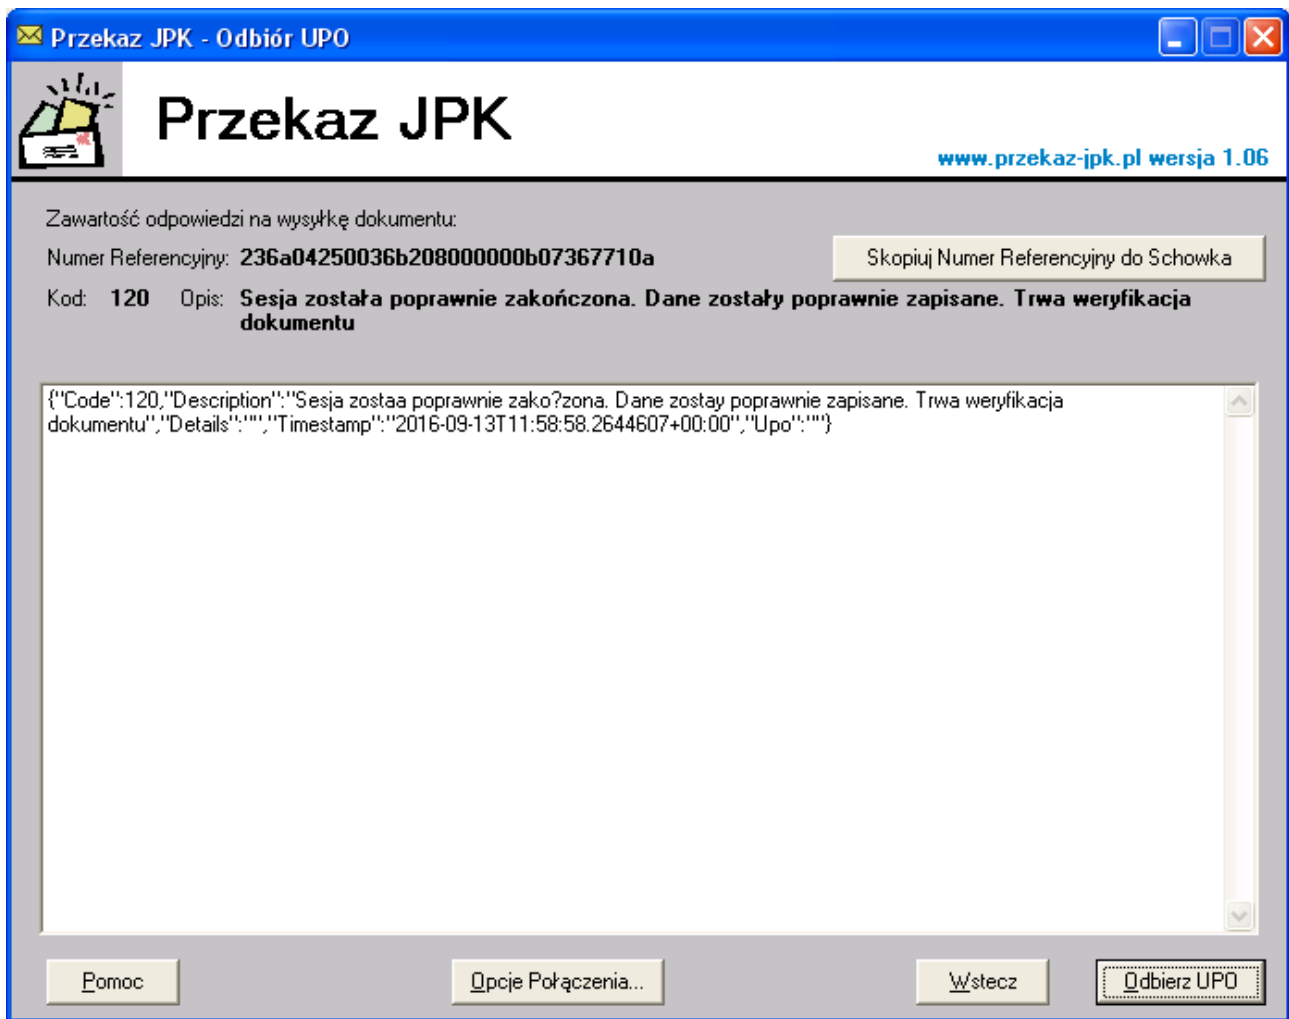 Przekaz JPK - Odbiór UPO
Przekaz JPK
www.przekaz-jpk.pl wersja 1.06
Zawartość odpowiedzi na wysyłkę dokumentu:
Numer Referencyjny: 236a04250036b208000000b07367710a
Skopiuj Numer Referencyjny do Schowka
Kod: 120 Opis: Sesja została poprawnie zakończona. Dane zostały poprawnie zapisane. Trwa weryfikacja
dokumentu
{"Code":120,"Description":"Sesja zostaa poprawnie zako?zona. Dane zostay poprawnie zapisane. Trwa weryfikacja
dokumentu","Details":"","Timestamp":"2016-09-13T11:58:58.2644607+00:00","Upo":""}
Pomoc
Opcje Połączenia...
Wstecz
Odbierz UPO